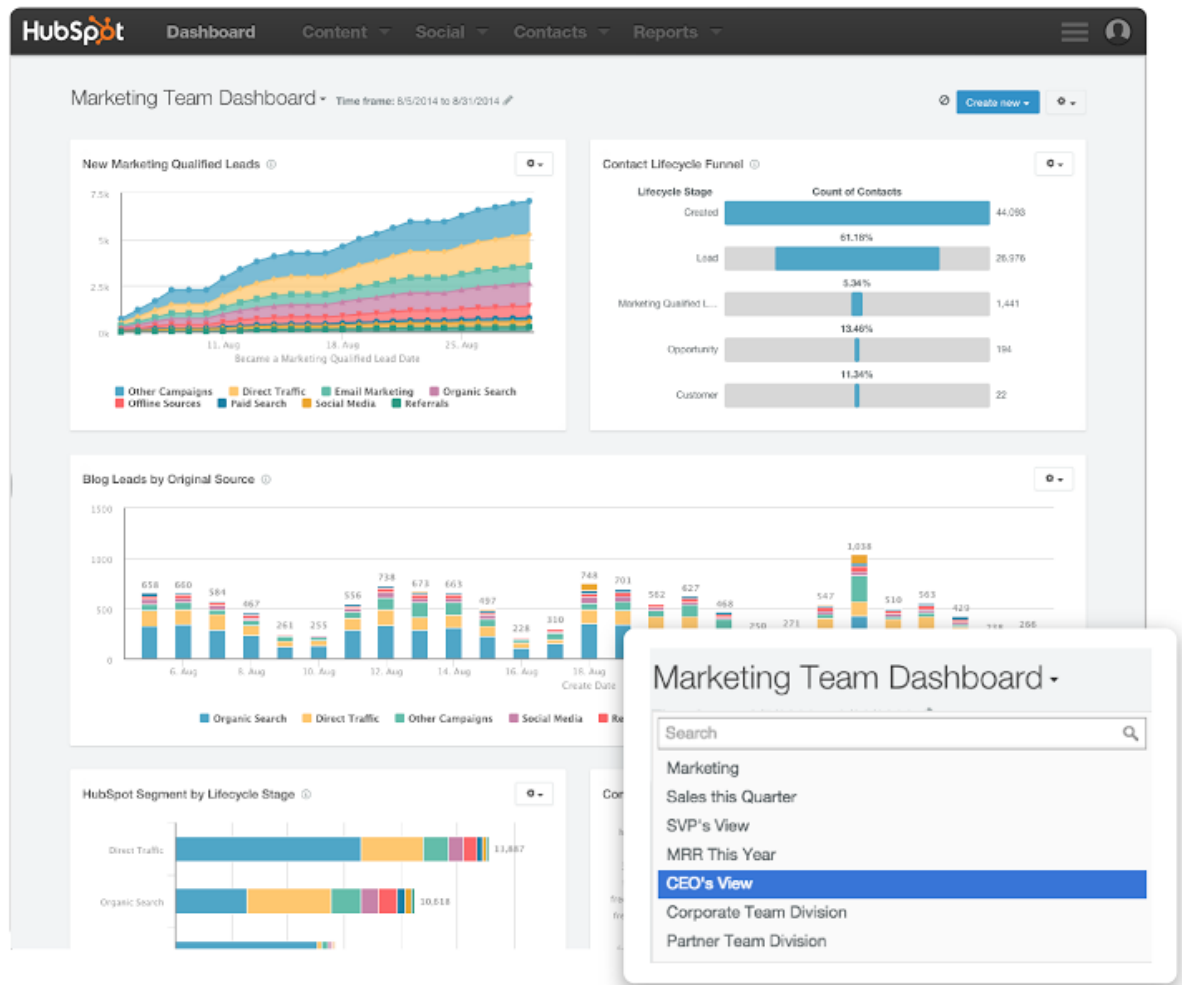 HubSpot Dashboard Content Social Contacts Reports
Marketing Team Dashboard Time frame: 8/5/2014 to 8/31/2014
Create new
New Marketing Qualified Leads
7.5k
5k
2.5k
0k
11. Aug 18. Aug 25. Aug
Became a Marketing Qualified Lead Date
Other Campaigns Direct Traffic Email Marketing Organic Search
Offline Sources Paid Search Social Media Referrals
Contact Lifecycle Funnel
Lifecycle Stage Count of Contacts
Created 44,093
61.18%
Lead 26,976
5.34%
Marketing Qualified L... 1,441
13.46%
Opportunity 194
11.34%
Customer 22
Blog Leads by Original Source
1500
1000
500
0
658 660 584 467 261 255 556 738 673 663 497 228 310 748 701 582 627 468 250 271 547 1,038 510 563 429 266
6. Aug 8. Aug 10. Aug 12. Aug 14. Aug 16. Aug 18. Aug
Create Date
Organic Search Direct Traffic Other Campaigns Social Media Re
HubSpot Segment by Lifecycle Stage
Direct Traffic 13,887
Organic Search 10,618
Con
Marketing Team Dashboard
Search
Marketing
Sales this Quarter
SVP's View
MRR This Year
CEO's View
Corporate Team Division
Partner Team Division